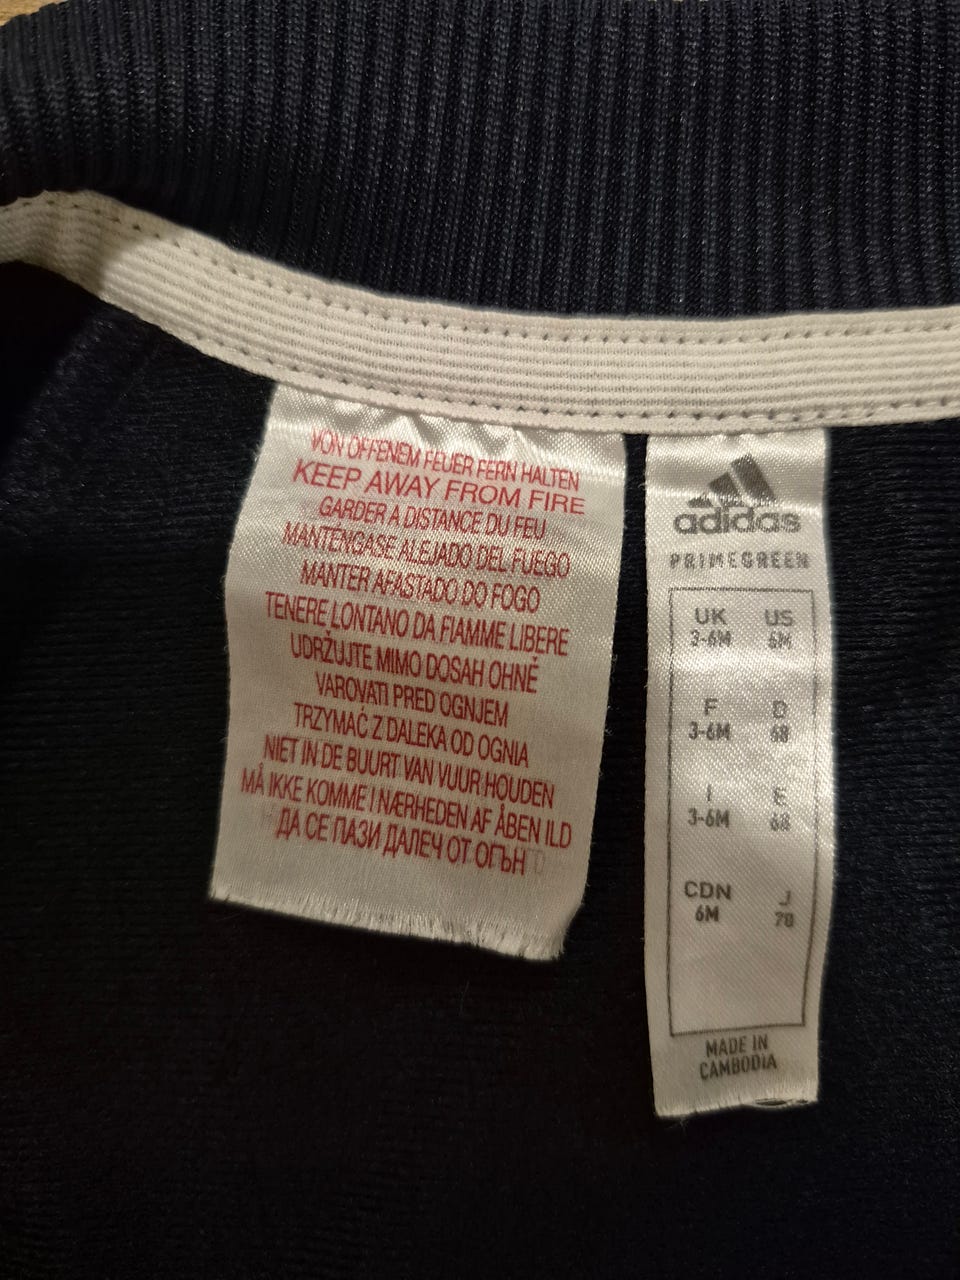 VON OFFENEM FEUER FERN HALTEN
KEEP AWAY FROM FIRE
GARDER A DISTANCE DU FEU
MANTÉNGASE ALEJADO DEL FUEGO
MANTER AFASTADO DO FOGO
TENERE LONTANO DA FIAMME LIBERE
UDRŽUJTE MIMO DOSAH OHNĚ
VAROVATI PRED OGNJEM
TRZYMAĆ Z DALEKA OD OGNIA
NIET IN DE BUURT VAN VUUR HOUDEN
MÅ IKKE KOMME I NÆRHEDEN AF ÅBEN ILD
ДА СЕ ПАЗИ ДАЛЕЧ ОТ ОГЪН
adidas
PRIMEGREEN
UK US
3-6M 6M
F D
3-6M 68
I E
3-6M 68
CDN J
6M 70
MADE IN
CAMBODIA